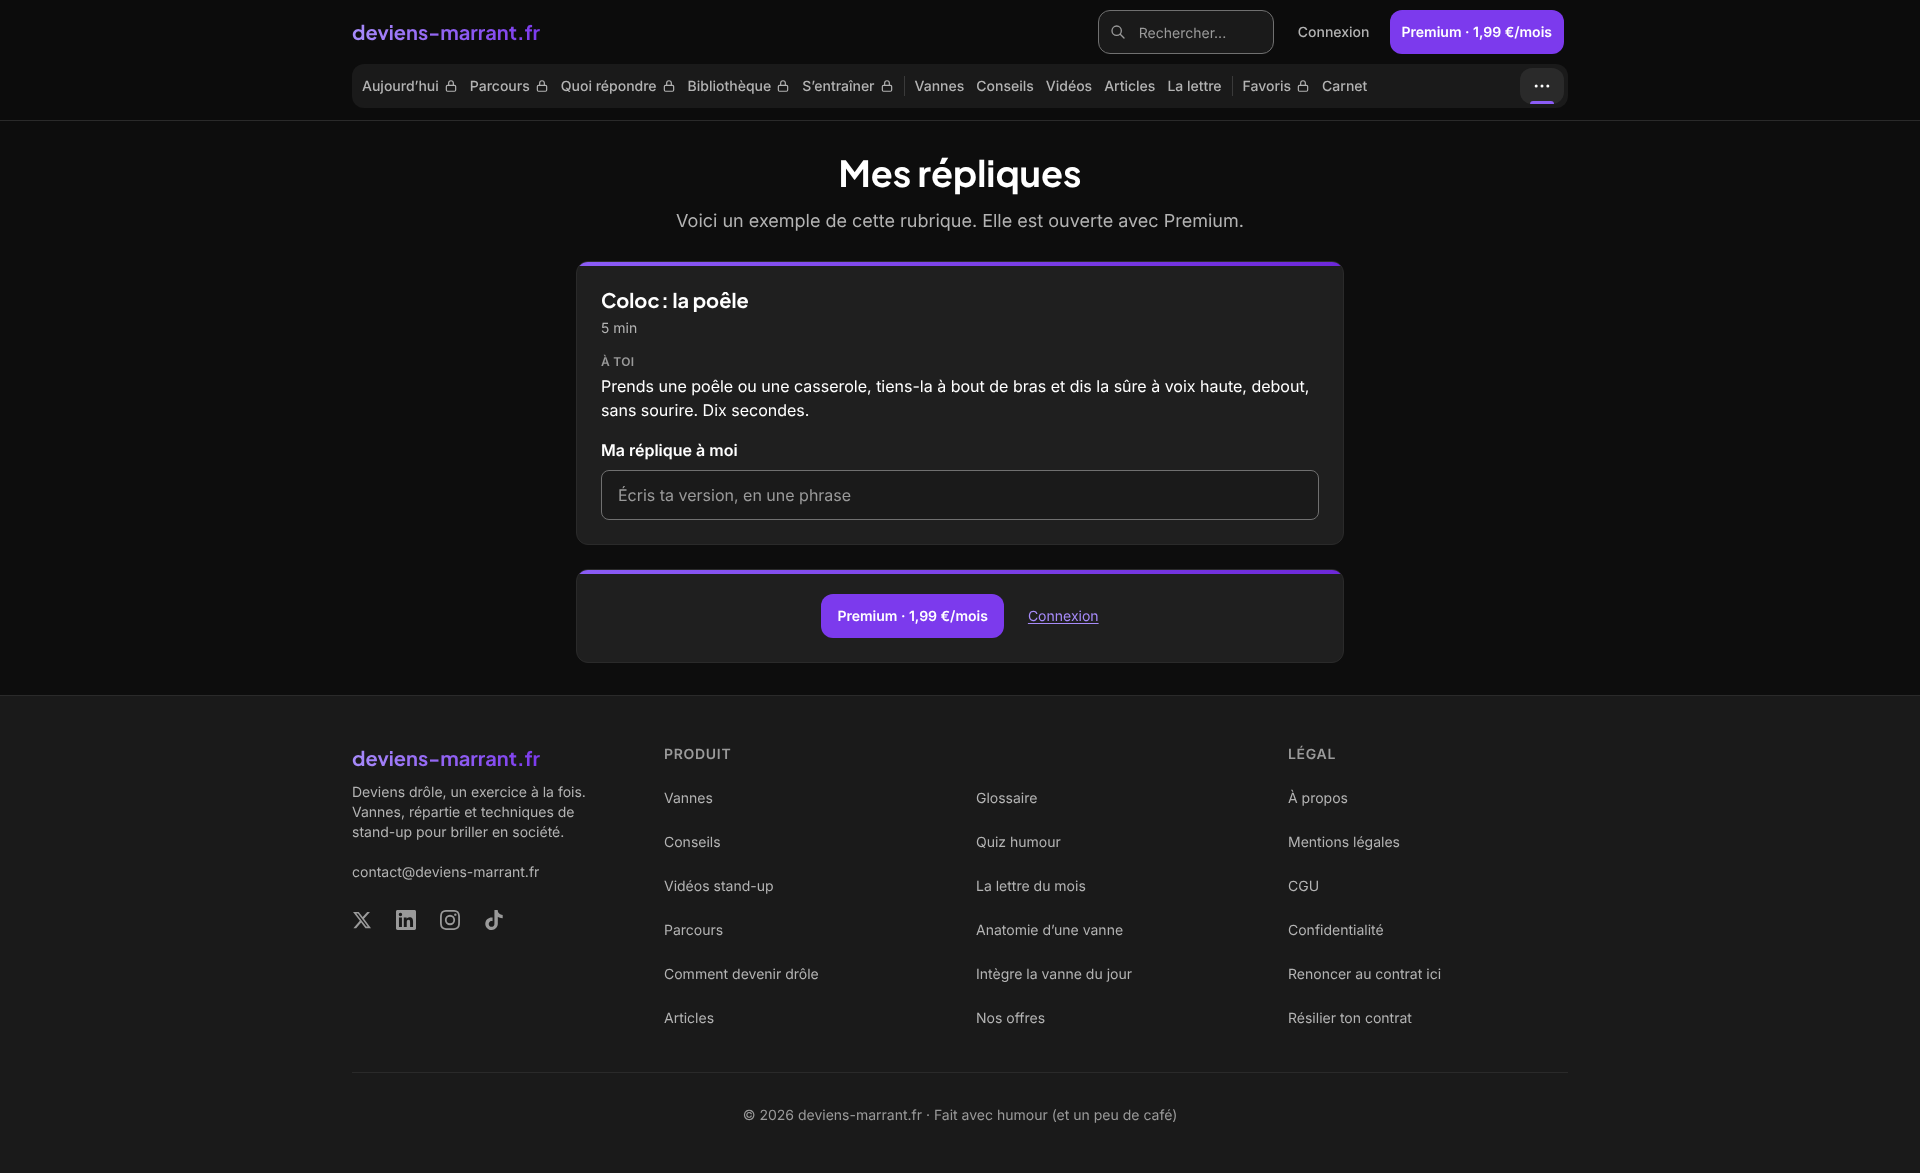 deviens-marrant.fr
Rechercher...
Connexion
Premium · 1,99 €/mois
Aujourd’hui
Parcours
Quoi répondre
Bibliothèque
S’entraîner
Vannes
Conseils
Vidéos
Articles
La lettre
Favoris
Carnet
Mes répliques
Voici un exemple de cette rubrique. Elle est ouverte avec Premium.
Coloc : la poêle
5 min
À TOI
Prends une poêle ou une casserole, tiens-la à bout de bras et dis la sûre à voix haute, debout,
sans sourire. Dix secondes.
Ma réplique à moi
Écris ta version, en une phrase
Premium · 1,99 €/mois
Connexion
deviens-marrant.fr
Deviens drôle, un exercice à la fois.
Vannes, répartie et techniques de
stand-up pour briller en société.
contact@deviens-marrant.fr
PRODUIT
Vannes
Conseils
Vidéos stand-up
Parcours
Comment devenir drôle
Articles
Glossaire
Quiz humour
La lettre du mois
Anatomie d’une vanne
Intègre la vanne du jour
Nos offres
LÉGAL
À propos
Mentions légales
CGU
Confidentialité
Renoncer au contrat ici
Résilier ton contrat
© 2026 deviens-marrant.fr · Fait avec humour (et un peu de café)